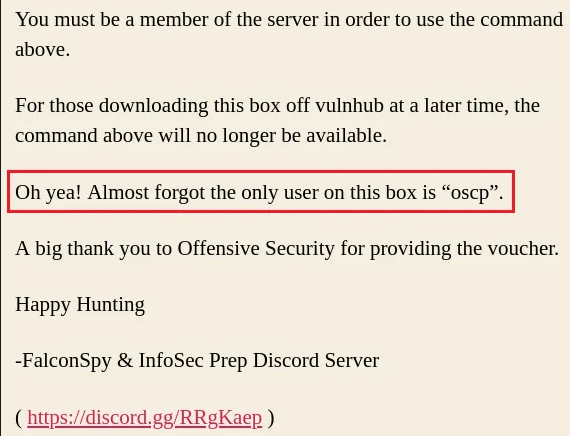 You must be a member of the server in order to use the command
above.
For those downloading this box off vulnhub at a later time, the
command above will no longer be available.
Oh yea! Almost forgot the only user on this box is “oscp”.
A big thank you to Offensive Security for providing the voucher.
Happy Hunting
-FalconSpy & InfoSec Prep Discord Server
( https://discord.gg/RRgKaep )